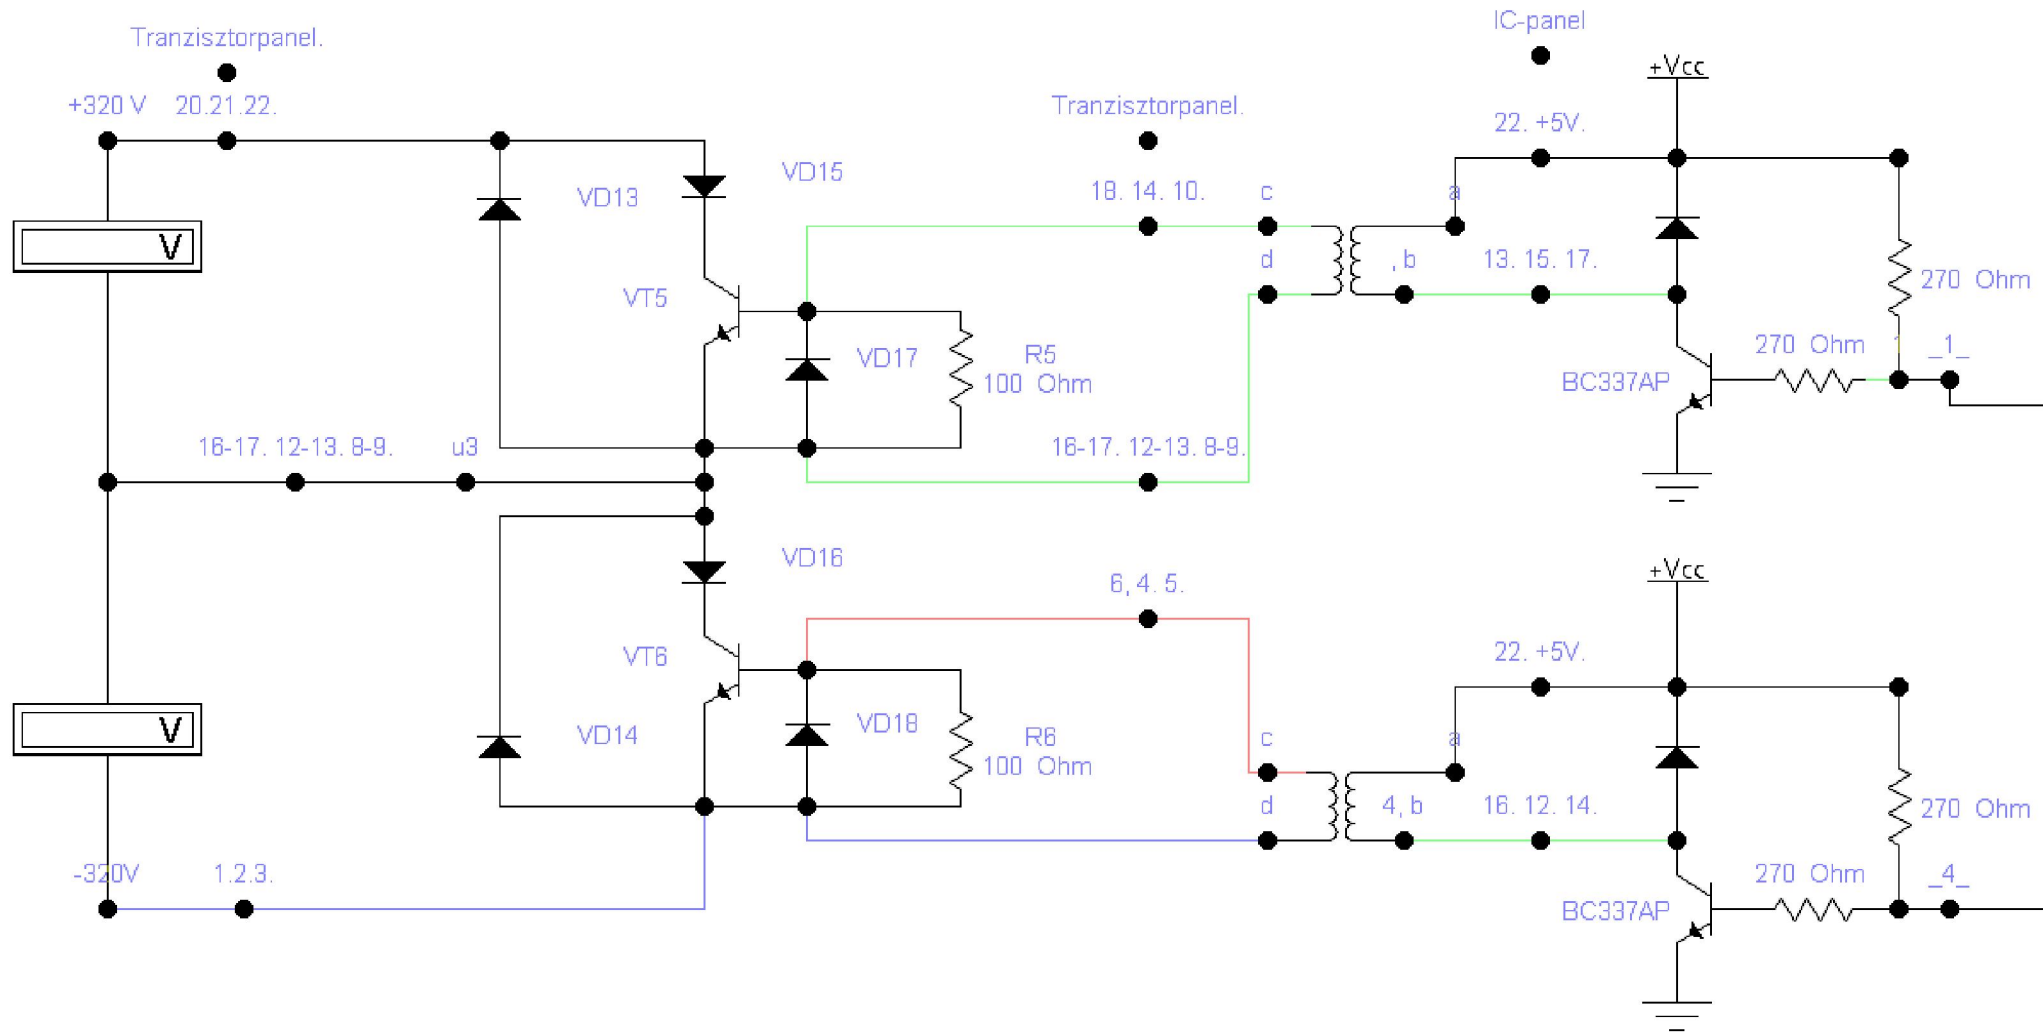 IC-panel
Tranzisztorpanel.
+Vcc
+320 V 20.21.22.
Tranzisztorpanel.
22. +5V.
VD15
VD13
18. 14. 10.
c
a
d
, b
13. 15. 17.
270 Ohm
VT5
VD17
R5
100 Ohm
270 Ohm
_1_
BC337AP
16-17. 12-13. 8-9.
u3
16-17. 12-13. 8-9.
VD16
+Vcc
6, 4. 5.
VT6
22. +5V.
VD14
VD18
R6
100 Ohm
c
a
d
4, b
16. 12. 14.
270 Ohm
-320V
1.2.3.
270 Ohm
_4_
BC337AP
V
V